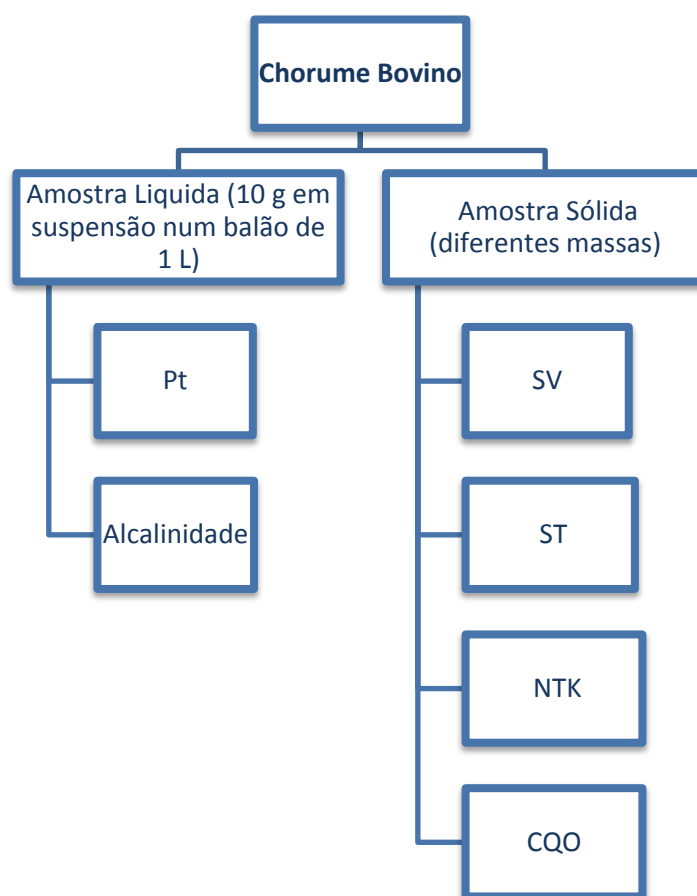 Chorume Bovino
Amostra Liquida (10 g em
suspensão num balão de
1 L)
Pt
Alcalinidade
Amostra Sólida
(diferentes massas)
SV
ST
NTK
CQO